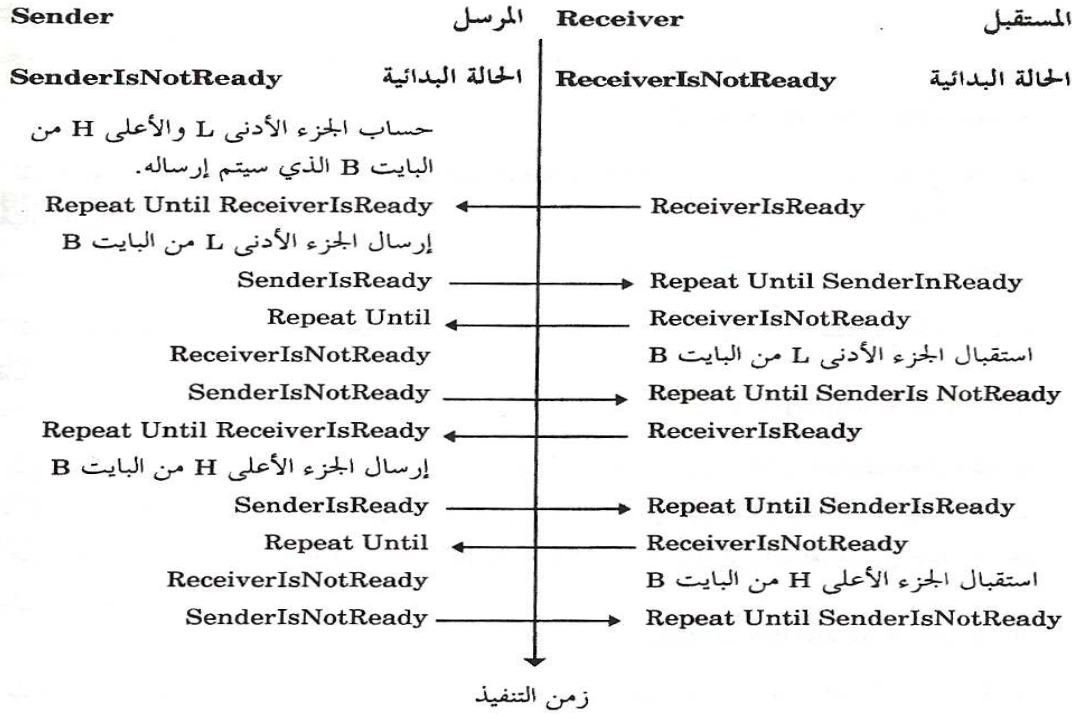 Sender المرسل Receiver المستقبل
SenderIsNotReady الحالة البدائية ReceiverIsNotReady الحالة البدائية
حساب الجزء الأدنى L والأعلى H من
البايت B الذي سيتم إرساله.
Repeat Until ReceiverIsReady ReceiverIsReady
إرسال الجزء الأدنى L من البايت B
SenderIsReady Repeat Until SenderInReady
Repeat Until ReceiverIsNotReady
ReceiverIsNotReady استقبال الجزء الأدنى L من البايت B
SenderIsNotReady Repeat Until SenderIs NotReady
Repeat Until ReceiverIsReady ReceiverIsReady
إرسال الجزء الأعلى H من البايت B
SenderIsReady Repeat Until SenderIsReady
Repeat Until ReceiverIsNotReady
ReceiverIsNotReady استقبال الجزء الأعلى H من البايت B
SenderIsNotReady Repeat Until SenderIsNotReady
زمن التنفيذ